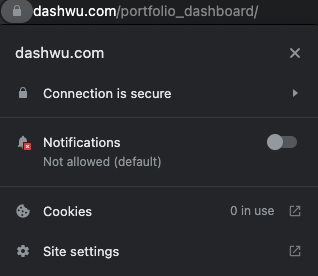 dashwu.com/portfolio_dashboard/
dashwu.com
Connection is secure
Notifications
Not allowed (default)
Cookies 0 in use
Site settings